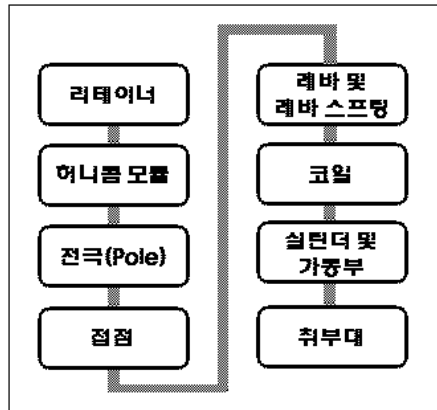 리테이너
허니콤 모듈
전극(Pole)
접점
레바 및
레바 스프링
코일
실린더 및
가동부
취부대